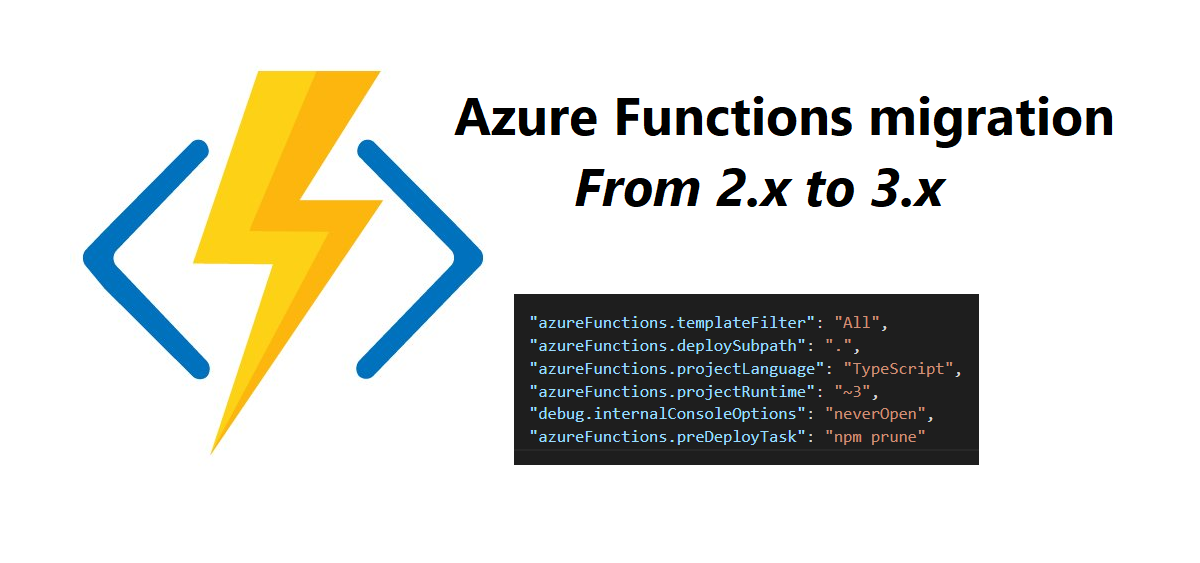 Azure Functions migration
From 2.x to 3.x
"azureFunctions.templateFilter": "All",
"azureFunctions.deploySubpath": ".",
"azureFunctions.projectLanguage": "TypeScript",
"azureFunctions.projectRuntime": "~3",
"debug.internalConsoleOptions": "neverOpen",
"azureFunctions.preDeployTask": "npm prune"